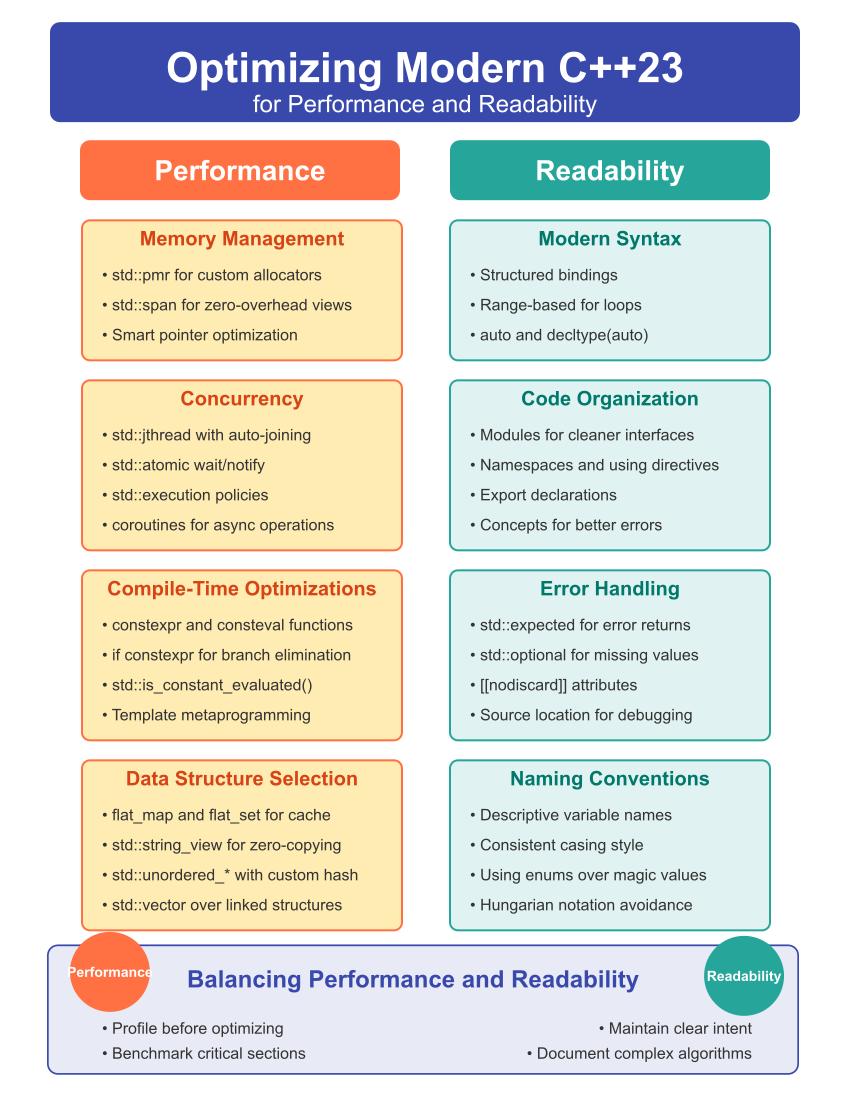 Optimizing Modern C++23
for Performance and Readability
Performance
Memory Management
• std::pmr for custom allocators
• std::span for zero-overhead views
• Smart pointer optimization
Concurrency
• std::jthread with auto-joining
• std::atomic wait/notify
• std::execution policies
• coroutines for async operations
Compile-Time Optimizations
• constexpr and consteval functions
• if constexpr for branch elimination
• std::is_constant_evaluated()
• Template metaprogramming
Data Structure Selection
• flat_map and flat_set for cache
• std::string_view for zero-copying
• std::unordered_* with custom hash
• std::vector over linked structures
Readability
Modern Syntax
• Structured bindings
• Range-based for loops
• auto and decltype(auto)
Code Organization
• Modules for cleaner interfaces
• Namespaces and using directives
• Export declarations
• Concepts for better errors
Error Handling
• std::expected for error returns
• std::optional for missing values
• [[nodiscard]] attributes
• Source location for debugging
Naming Conventions
• Descriptive variable names
• Consistent casing style
• Using enums over magic values
• Hungarian notation avoidance
Performance
Balancing Performance and Readability
Readability
• Profile before optimizing
• Benchmark critical sections
• Maintain clear intent
• Document complex algorithms